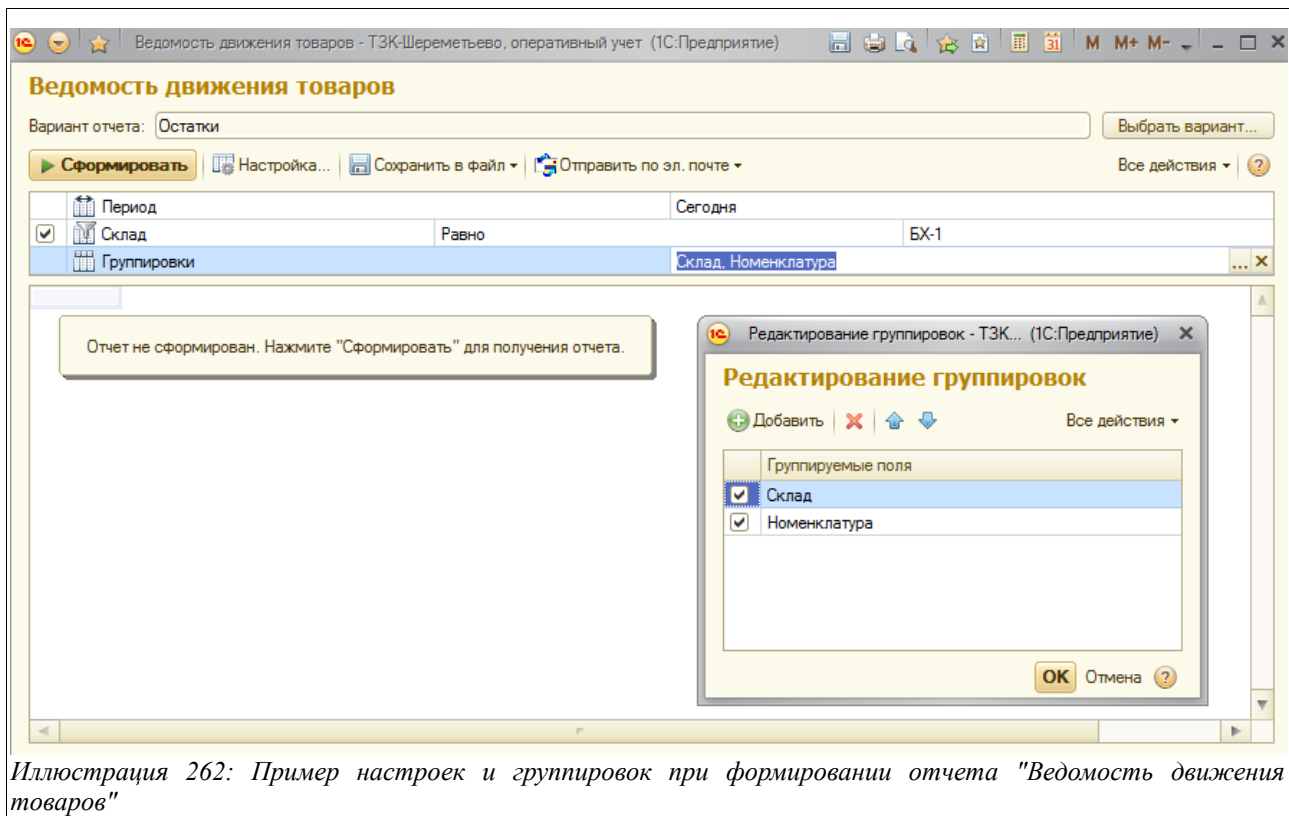 Ведомость движения товаров - ТЗК-Шереметьево, оперативный учет (1С:Предприятие) M M+ M-
Ведомость движения товаров
Вариант отчета: Остатки Выбрать вариант...
Сформировать Настройка... Сохранить в файл Отправить по эл. почте Все действия ?
Период Сегодня
Склад Равно БХ-1
Группировки Склад, Номенклатура ...
Отчет не сформирован. Нажмите "Сформировать" для получения отчета.
Редактирование группировок - ТЗК... (1С:Предприятие)
Редактирование группировок
Добавить Все действия
Группируемые поля
Склад
Номенклатура
ОК Отмена ?
Иллюстрация 262: Пример настроек и группировок при формировании отчета "Ведомость движения
товаров"